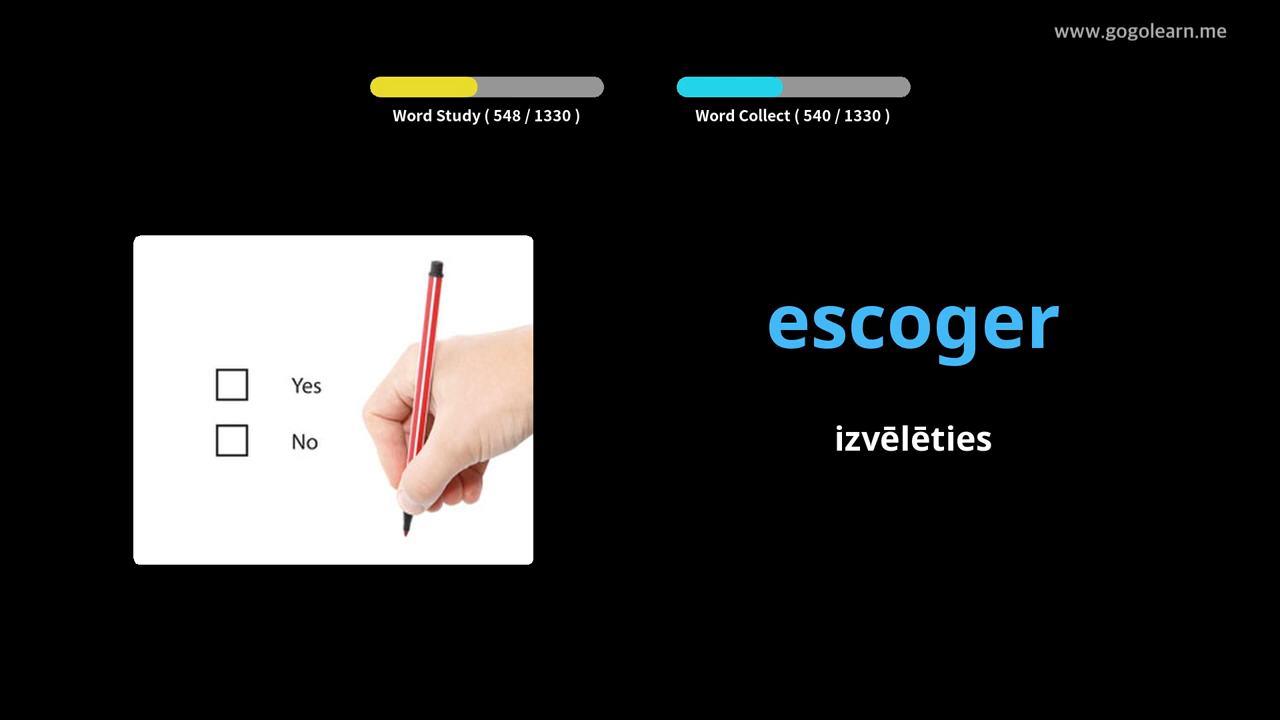 www.gogolearn.me
Word Study ( 548 / 1330 )
Word Collect ( 540 / 1330 )
Yes
No
escoger
izvēlēties